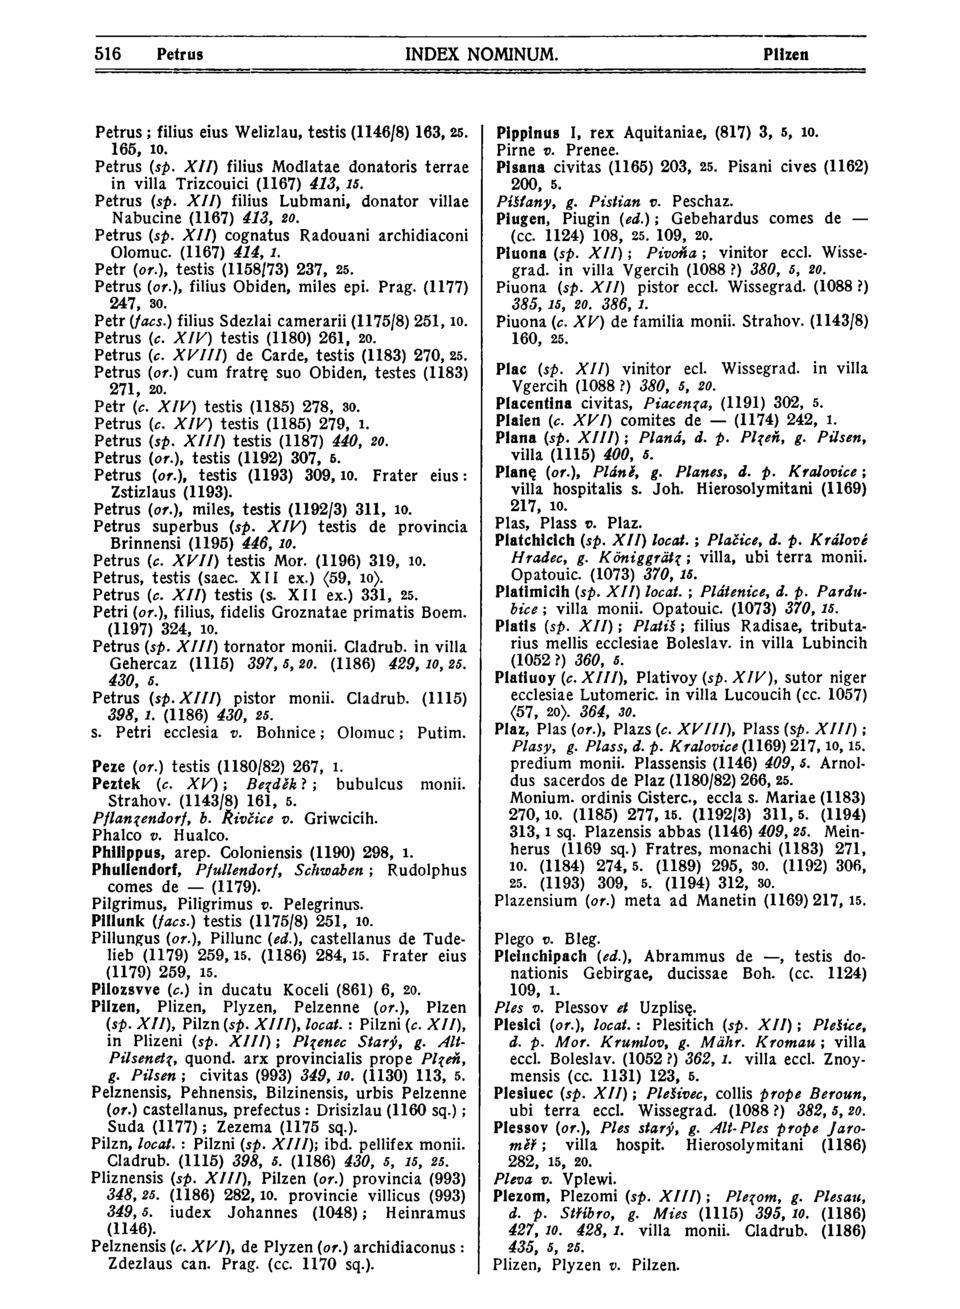 516 Petrus INDEX NOMINUM. Plizen
Petrus ; filius eius Welizlau, testis (1146/8) 163, 25.
165, 10.
Petrus (sp. XII) filius Modlatae donatoris terrae
in villa Trizcouici (1167) 413, 15.
Petrus (sp. XII) filius Lubmani, donator villae
Nabucine (1167) 413, 20.
Petrus (sp. XII) cognatus Radouani archidiaconi
Olomuc. (1167) 414, 1.
Petr (or.), testis (1158/73) 237, 25.
Petrus (or.), filius Obiden, miles epi. Prag. (1177)
247, 30.
Petr (facs.) filius Sdezlai camerarii (1175/8) 251, 10.
Petrus (c. XIV) testis (1180) 261, 20.
Petrus (c. XVIII) de Carde, testis (1183) 270, 25.
Petrus (or.) cum fratrę suo Obiden, testes (1183)
271, 20.
Petr (c. XIV) testis (1185) 278, 30.
Petrus (c. XIV) testis (1185) 279, 1.
Petrus (sp. XIII) testis (1187) 440, 20.
Petrus (or.), testis (1192) 307, 5.
Petrus (or.), testis (1193) 309, 10. Frater eius :
Zstizlaus (1193).
Petrus (or.), miles, testis (1192/3) 311, 10.
Petrus superbus (sp. XIV) testis de provincia
Brinnensi (1195) 446, 10.
Petrus (c. XVII) testis Mor. (1196) 319, 10.
Petrus, testis (saec. XII ex.) ⟨59, 10⟩.
Petrus (c. XII) testis (s. XII ex.) 331, 25.
Petri (or.), filius, fidelis Groznatae primatis Boem.
(1197) 324, 10.
Petrus (sp. XIII) tornator monii. Cladrub. in villa
Gehercaz (1115) 397, 5, 20. (1186) 429, 10, 25.
430, 5.
Petrus (sp. XIII) pistor monii. Cladrub. (1115)
398, 1. (1186) 430, 25.
s. Petri ecclesia v. Bohnice ; Olomuc ; Putim.
Peze (or.) testis (1180/82) 267, 1.
Peztek (c. XV) ; Bezděk ? ; bubulcus monii.
Strahov. (1143/8) 161, 5.
Pflanzendorf, b. Řivčice v. Griwcicih.
Phalco v. Hualco.
Philippus, arep. Coloniensis (1190) 298, 1.
Phullendorf, Pfullendorf, Schwaben ; Rudolphus
comes de — (1179).
Pilgrimus, Piligrimus v. Pelegrinus.
Pillunk (facs.) testis (1175/8) 251, 10.
Pillungus (or.), Pillunc (ed.), castellanus de Tude-
lieb (1179) 259, 15. (1186) 284, 15. Frater eius
(1179) 259, 15.
Pilozsvve (c.) in ducatu Koceli (861) 6, 20.
Pilzen, Plizen, Plyzen, Pelzenne (or.), Plzen
(sp. XII), Pilzn (sp. XIII), locat. : Pilzni (c. XII),
in Plizeni (sp. XIII) ; Plzenec Starý, g. Alt-
Pilsenetz, quond. arx provincialis prope Plzeň,
g. Pilsen ; civitas (993) 349, 10. (1130) 113, 5.
Pelznensis, Pehnensis, Bilzinensis, urbis Pelzenne
(or.) castellanus, prefectus : Drisizlau (1160 sq.) ;
Suda (1177) ; Zezema (1175 sq.).
Pilzn, locat. : Pilzni (sp. XIII); ibd. pellifex monii.
Cladrub. (1115) 398, 5. (1186) 430, 5, 15, 25.
Pliznensis (sp. XIII), Pilzen (or.) provincia (993)
348, 25. (1186) 282, 10. provincie villicus (993)
349, 5. iudex Johannes (1048) ; Heinramus
(1146).
Pelznensis (c. XVI), de Plyzen (or.) archidiaconus :
Zdezlaus can. Prag. (cc. 1170 sq.).
Pippinus I, rex Aquitaniae, (817) 3, 5, 10.
Pirne v. Prenee.
Pisana civitas (1165) 203, 25. Pisani cives (1162)
200, 5.
Pišťany, g. Pistian v. Peschaz.
Piugen, Piugin (ed.) ; Gebehardus comes de —
(cc. 1124) 108, 25. 109, 20.
Piuona (sp. XII) ; Pivoňa ; vinitor eccl. Wisse-
grad. in villa Vgercih (1088 ?) 380, 5, 20.
Piuona (sp. XII) pistor eccl. Wissegrad. (1088 ?)
385, 15, 20. 386, 1.
Piuona (c. XV) de familia monii. Strahov. (1143/8)
160, 25.
Plac (sp. XII) vinitor ecl. Wissegrad. in villa
Vgercih (1088 ?) 380, 5, 20.
Placentina civitas, Piacenza, (1191) 302, 5.
Plaien (c. XVI) comites de — (1174) 242, 1.
Plana (sp. XIII) ; Planá, d. p. Plzeň, g. Pilsen,
villa (1115) 400, 5.
Planę (or.), Pláně, g. Planes, d. p. Kralovice ;
villa hospitalis s. Joh. Hierosolymitani (1169)
217, 10.
Plas, Plass v. Plaz.
Platchicich (sp. XII) locat. ; Plačice, d. p. Králové
Hradec, g. Königgrätz ; villa, ubi terra monii.
Opatouic. (1073) 370, 15.
Platimicih (sp. XII) locat. ; Plátenice, d. p. Pardu-
bice ; villa monii. Opatouic. (1073) 370, 15.
Platis (sp. XII) ; Platiš ; filius Radisae, tributa-
rius mellis ecclesiae Boleslav. in villa Lubincih
(1052 ?) 360, 5.
Platiuoy (c. XIII), Plativoy (sp. XIV), sutor niger
ecclesiae Lutomeric. in villa Lucoucih (cc. 1057)
⟨57, 20⟩. 364, 30.
Plaz, Plas (or.), Plazs (c. XVIII), Plass (sp. XIII) ;
Plasy, g. Plass, d. p. Kralovice (1169) 217, 10, 15.
predium monii. Plassensis (1146) 409, 5. Arnol-
dus sacerdos de Plaz (1180/82) 266, 25.
Monium. ordinis Cisterc., eccla s. Mariae (1183)
270, 10. (1185) 277, 15. (1192/3) 311, 5. (1194)
313, 1 sq. Plazensis abbas (1146) 409, 25. Mein-
herus (1169 sq.) Fratres, monachi (1183) 271,
10. (1184) 274, 5. (1189) 295, 30. (1192) 306,
25. (1193) 309, 5. (1194) 312, 30.
Plazensium (or.) meta ad Manetin (1169) 217, 15.
Plego v. Bleg.
Pleinchipach (ed.), Abrammus de —, testis do-
nationis Gebirgae, ducissae Boh. (cc. 1124)
109, 1.
Ples v. Plessov et Uzplisę.
Plesici (or.), locat. : Plesitich (sp. XII) ; Plešice,
d. p. Mor. Krumlov, g. Mähr. Kromau ; villa
eccl. Boleslav. (1052 ?) 362, 1. villa eccl. Znoy-
mensis (cc. 1131) 123, 5.
Plesiuec (sp. XII) ; Plešivec, collis prope Beroun,
ubi terra eccl. Wissegrad. (1088 ?) 382, 5, 20.
Plessov (or.), Ples starý, g. Alt-Ples prope Jaro-
měř ; villa hospit. Hierosolymitani (1186)
282, 15, 20.
Pleva v. Vplewi.
Plezom, Plezomi (sp. XIII) ; Plezom, g. Plesau,
d. p. Stříbro, g. Mies (1115) 395, 10. (1186)
427, 10. 428, 1. villa monii. Cladrub. (1186)
435, 5, 25.
Plizen, Plyzen v. Pilzen.